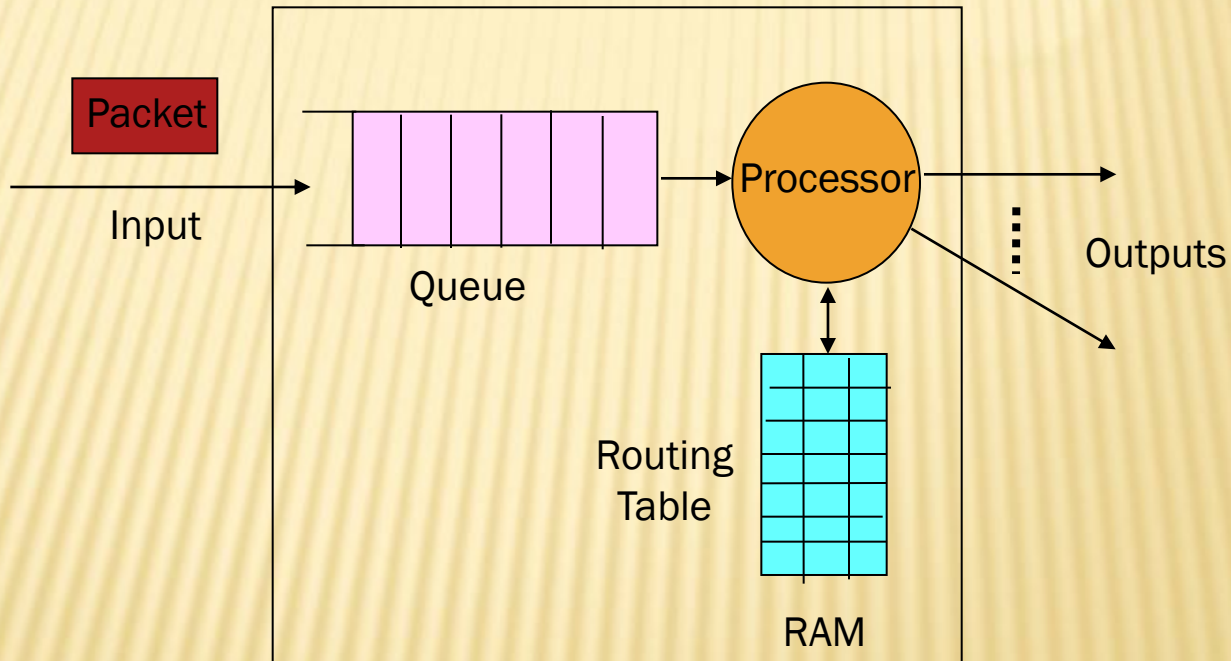 Packet
Input
Queue
Processor
Outputs
Routing
Table
RAM